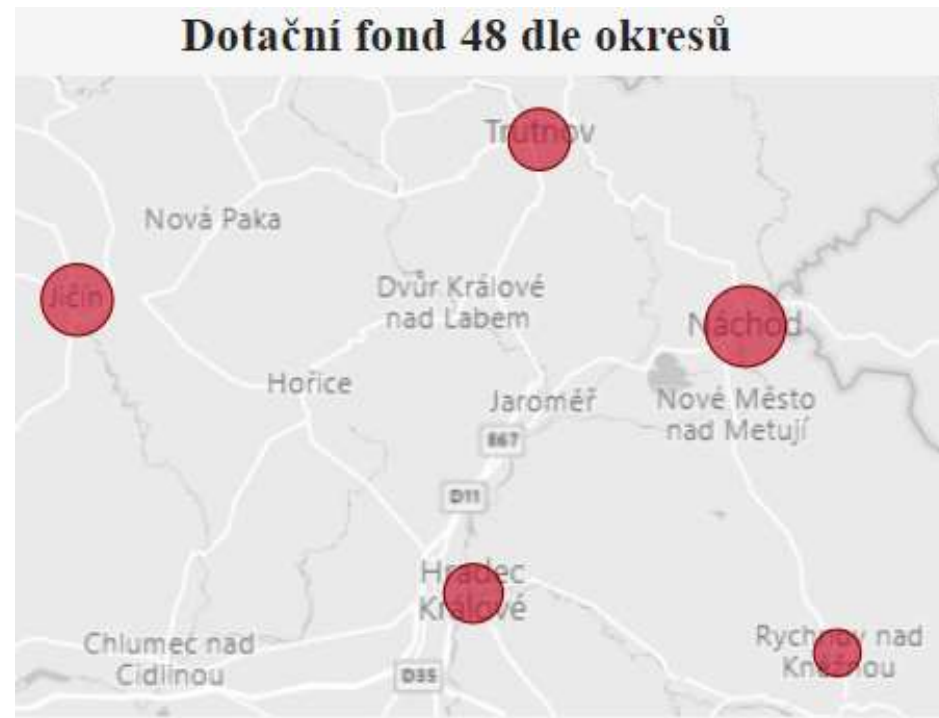 Dotační fond 48 dle okresů
Trutnov
Nová Paka
Jičín
Dvůr Králové
nad Labem
Náchod
Hořice
Jaroměř
Nové Město
nad Metují
E67
D11
Hradec
Králové
Chlumec nad
Cidlinou
D35
Rychnov nad
Kněžnou